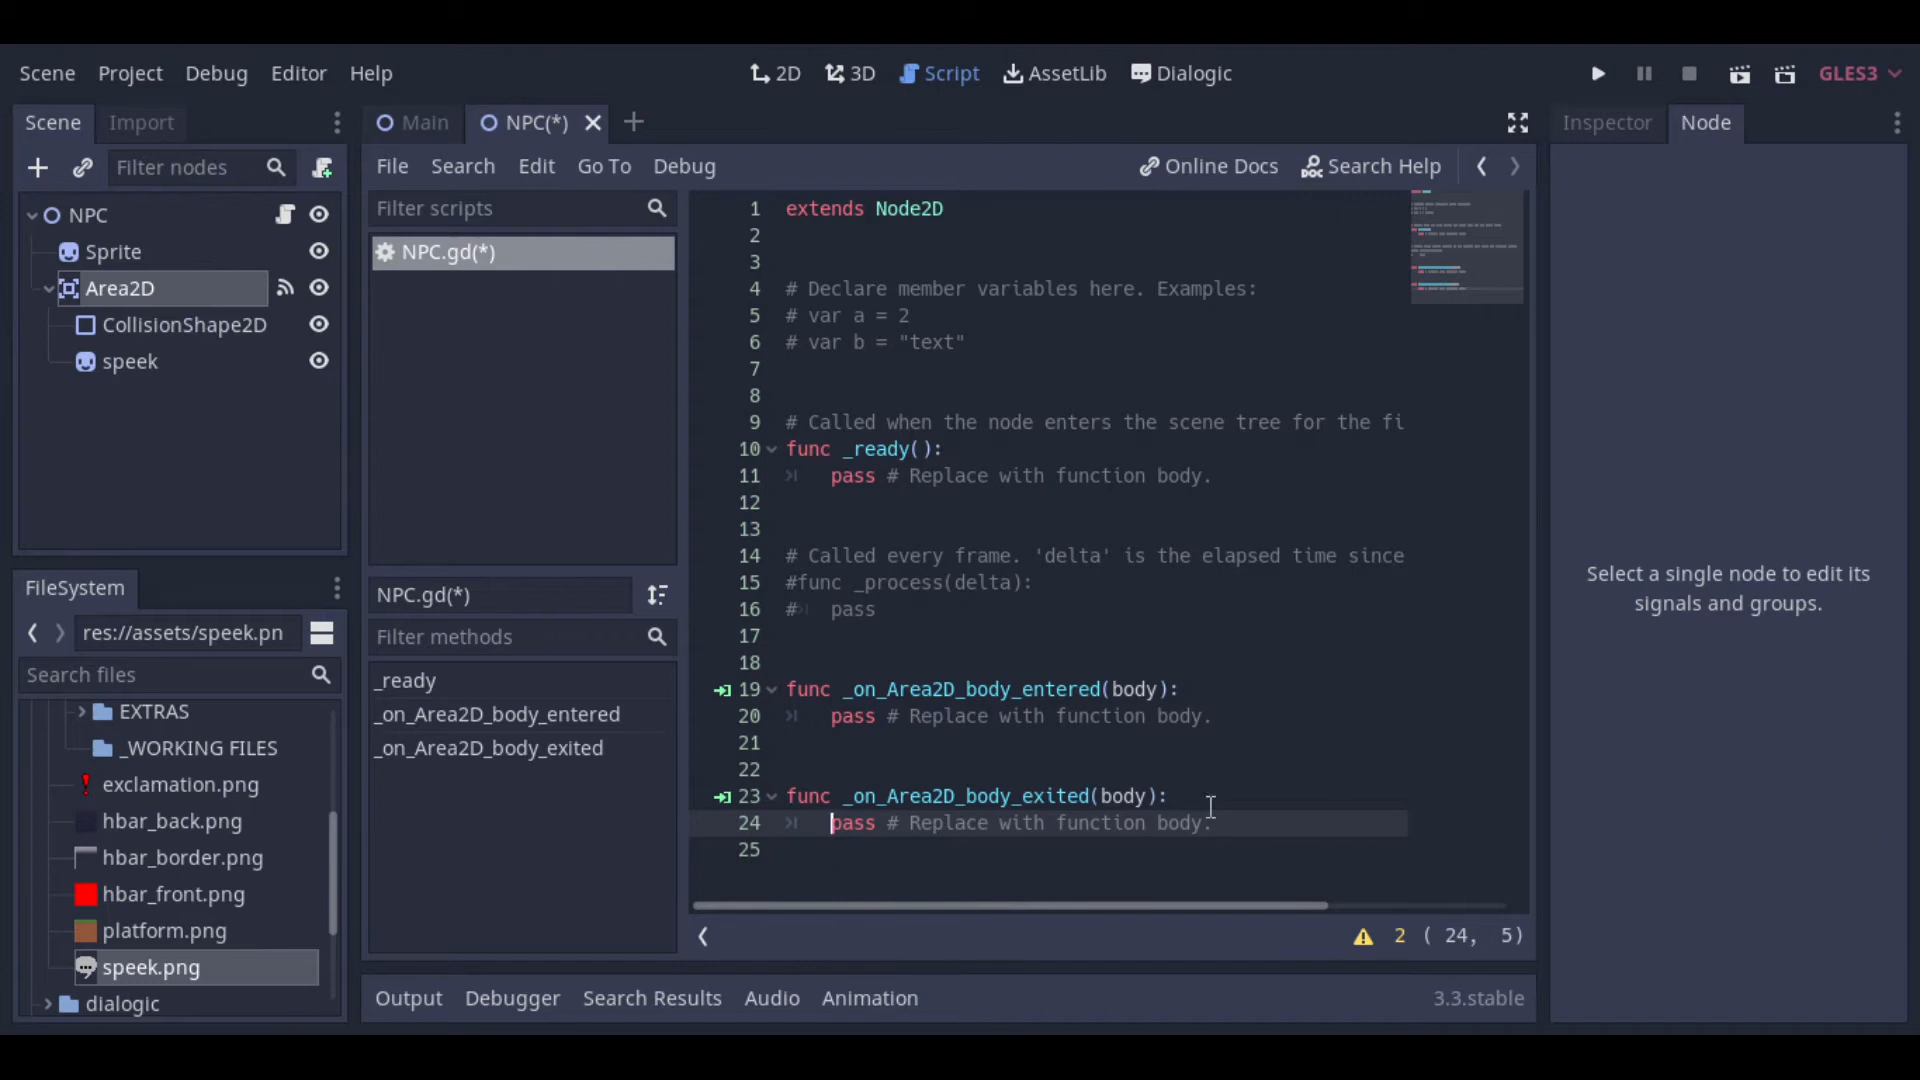 Scene Project Debug Editor Help
2D 3D Script AssetLib Dialogic
GLES3
Scene Import
Main NPC(*)
Inspector Node
Filter nodes
File Search Edit Go To Debug
Online Docs Search Help
NPC
Sprite
Area2D
CollisionShape2D
speek
Filter scripts
NPC.gd(*)
NPC.gd(*)
Filter methods
_ready
_on_Area2D_body_entered
_on_Area2D_body_exited
1 extends Node2D
2
3
4 # Declare member variables here. Examples:
5 # var a = 2
6 # var b = "text"
7
8
9 # Called when the node enters the scene tree for the fi
10 func _ready():
11 pass # Replace with function body.
12
13
14 # Called every frame. 'delta' is the elapsed time since
15 #func _process(delta):
16 # pass
17
18
19 func _on_Area2D_body_entered(body):
20 pass # Replace with function body.
21
22
23 func _on_Area2D_body_exited(body):
24 pass # Replace with function body.
25
2 ( 24, 5)
Select a single node to edit its
signals and groups.
FileSystem
res://assets/speek.pn
Search files
EXTRAS
_WORKING FILES
exclamation.png
hbar_back.png
hbar_border.png
hbar_front.png
platform.png
speek.png
dialogic
Output Debugger Search Results Audio Animation
3.3.stable